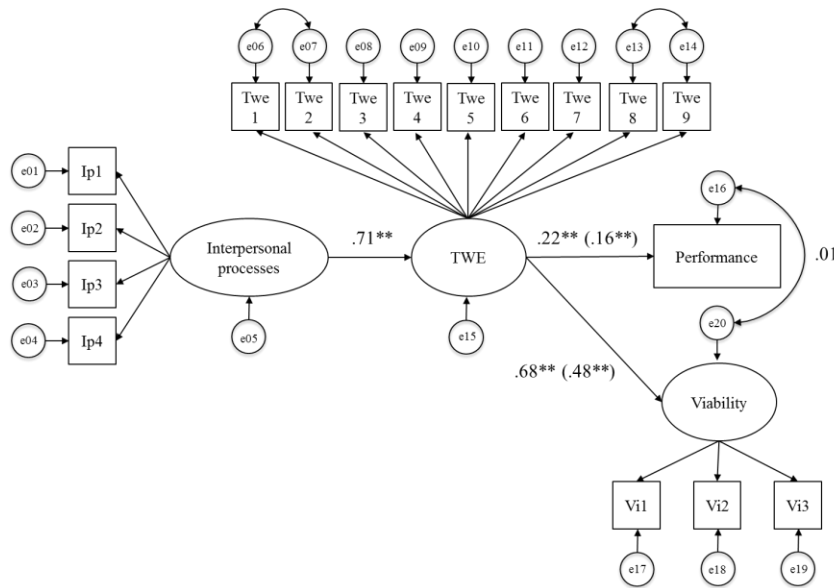 e06 e07 e08 e09 e10 e11 e12 e13 e14
Twe Twe Twe Twe Twe Twe Twe Twe Twe
1 2 3 4 5 6 7 8 9
e01 Ip1
e02 Ip2
e03 Ip3
e04 Ip4
Interpersonal
processes
e05
.71**
TWE
e15
.22** (.16**)
e16
Performance
.01
.68** (.48**)
e20
Viability
Vi1 Vi2 Vi3
e17 e18 e19